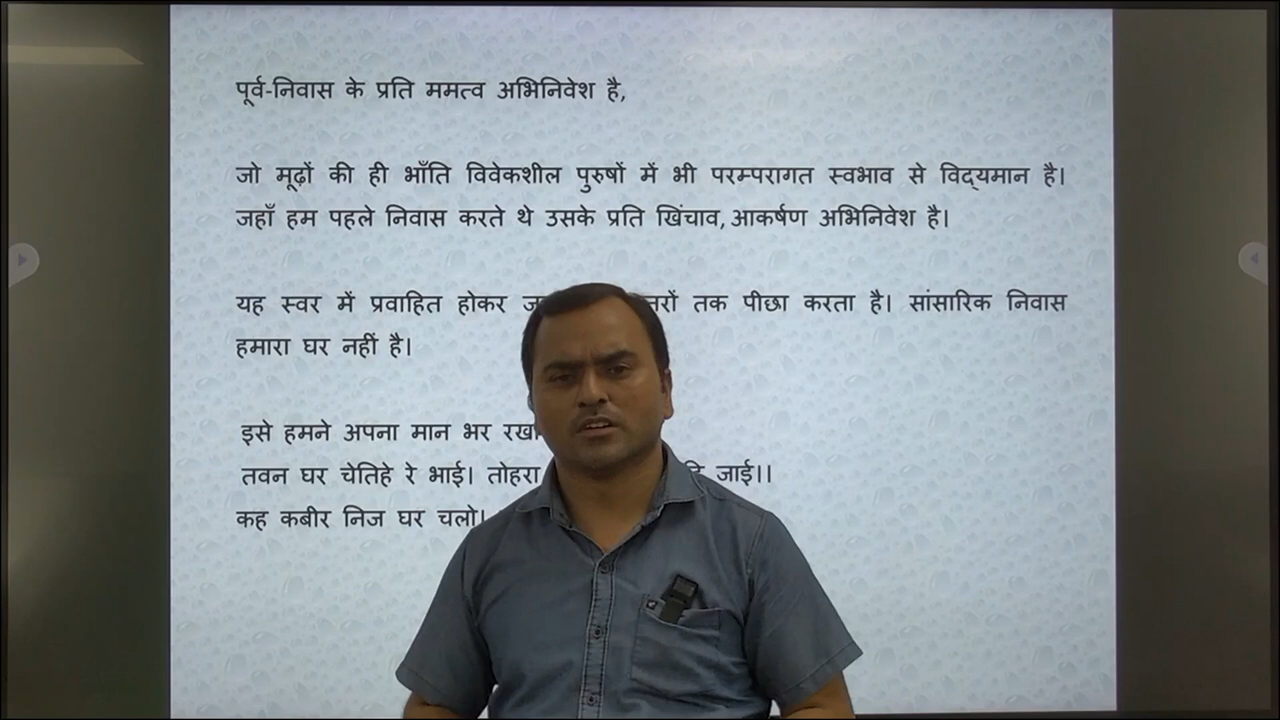 पूर्व-निवास के प्रति ममत्व अभिनिवेश है,
जो मूढ़ों की ही भाँति विवेकशील पुरुषों में भी परम्परागत स्वभाव से विद्यमान है।
जहाँ हम पहले निवास करते थे उसके प्रति खिंचाव, आकर्षण अभिनिवेश है।
यह स्वर में प्रवाहित होकर तक पीछा करता है। सांसारिक निवास
हमारा घर नहीं है।
इसे हमने अपना मान भर
तवन घर चेतिहे रे भाई। तोहरा जाई।।
कह कबीर निज घर चलो।